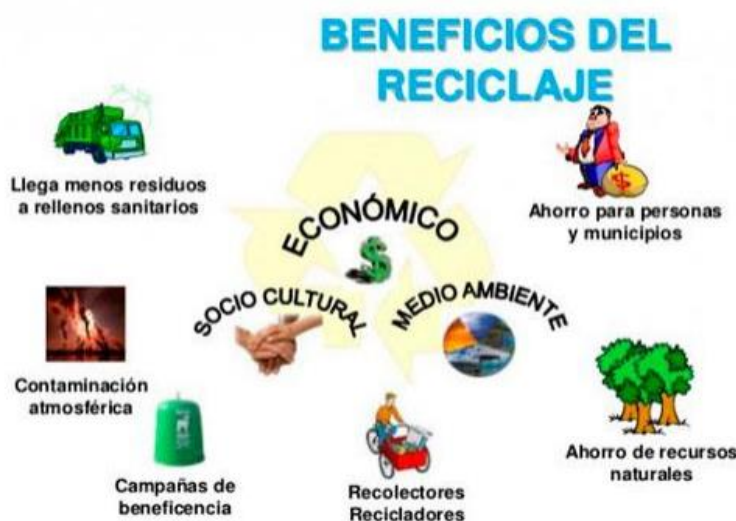 BENEFICIOS DEL
RECICLAJE
Llega menos residuos
a rellenos sanitarios
$
Ahorro para personas
y municipios
ECONÓMICO
$
SOCIO CULTURAL
MEDIO AMBIENTE
Contaminación
atmosférica
Ahorro de recursos
naturales
Campañas de
beneficencia
Recolectores
Recicladores